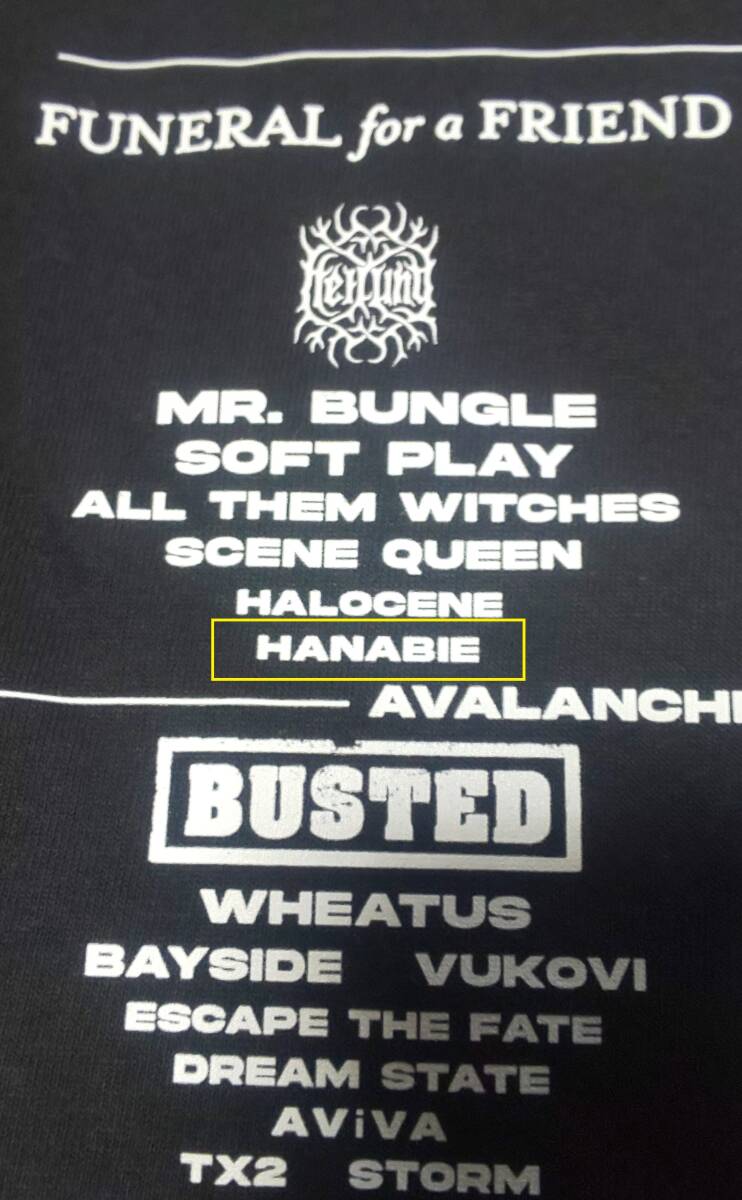 FUNERAL for a FRIEND
Heilung
MR. BUNGLE
SOFT PLAY
ALL THEM WITCHES
SCENE QUEEN
HALOCENE
HANABIE
AVALANCH
BUSTED
WHEATUS
BAYSIDE VUKOVI
ESCAPE THE FATE
DREAM STATE
AViVA
TX2 STORM